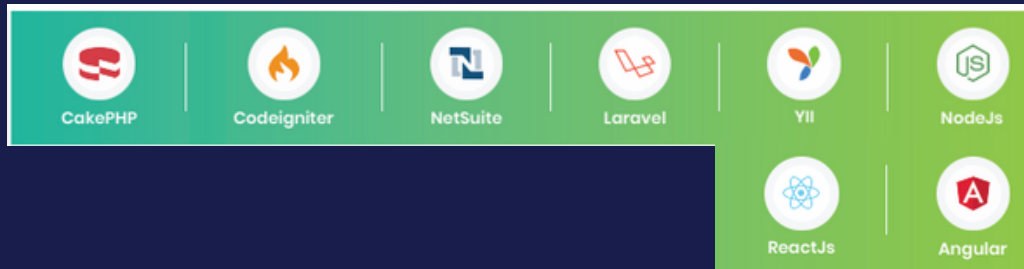 CakePHP
Codeigniter
NetSuite
Laravel
YII
NodeJs
ReactJs
Angular